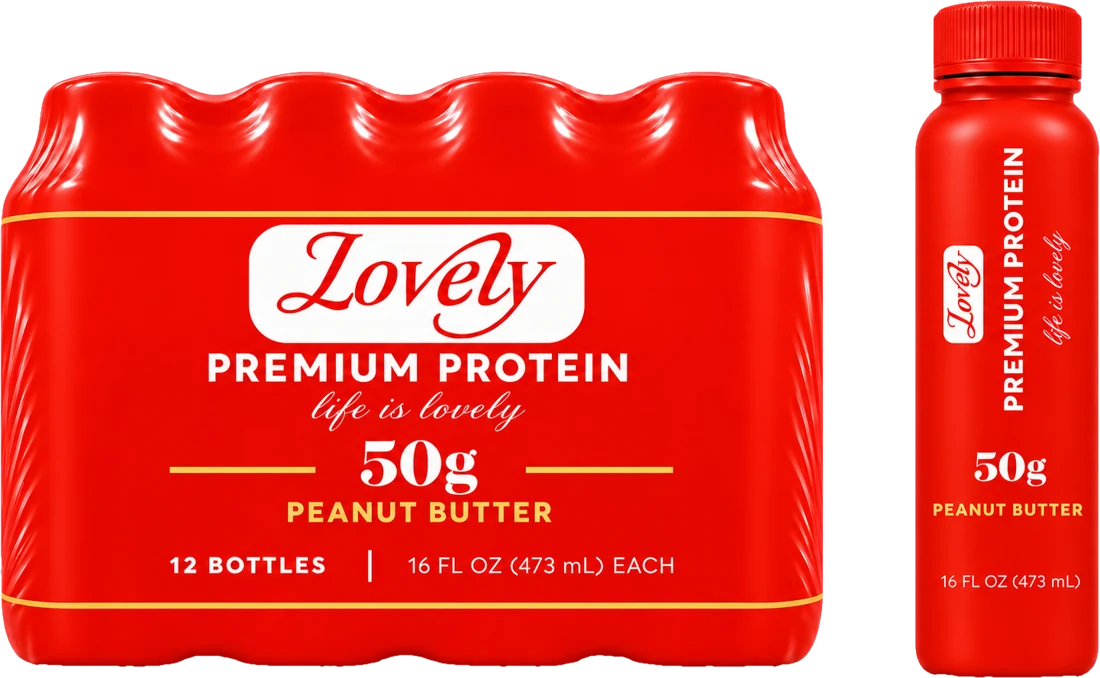 Lovely
PREMIUM PROTEIN
life is lovely
50g
PEANUT BUTTER
12 BOTTLES | 16 FL OZ (473 mL) EACH
Lovely
PREMIUM PROTEIN
life is lovely
50g
PEANUT BUTTER
16 FL OZ (473 mL)